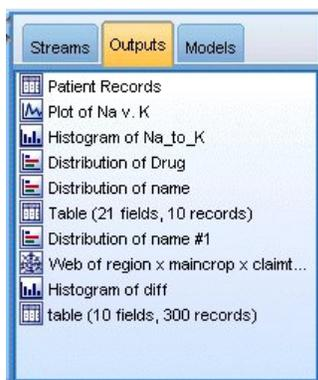 Streams Outputs Models
Patient Records
Plot of Na v. K
Histogram of Na_to_K
Distribution of Drug
Distribution of name
Table (21 fields, 10 records)
Distribution of name #1
Web of region x maincrop x claimt...
Histogram of diff
table (10 fields, 300 records)